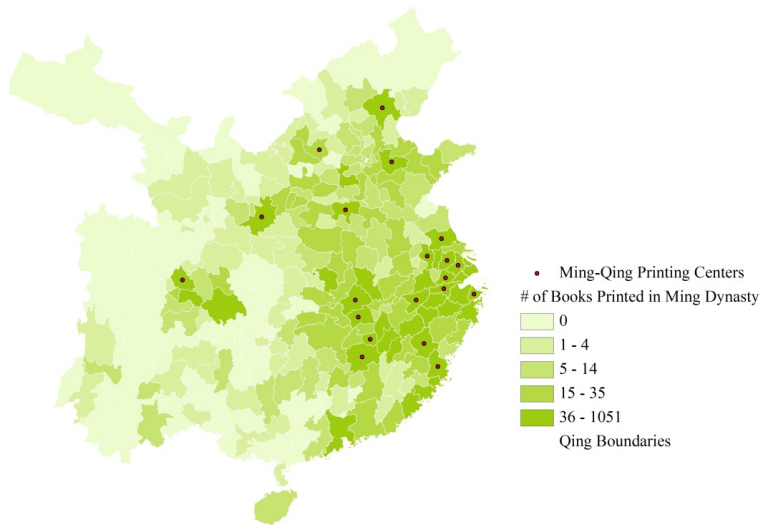 Ming-Qing Printing Centers
# of Books Printed in Ming Dynasty
0
1 - 4
5 - 14
15 - 35
36 - 1051
Qing Boundaries